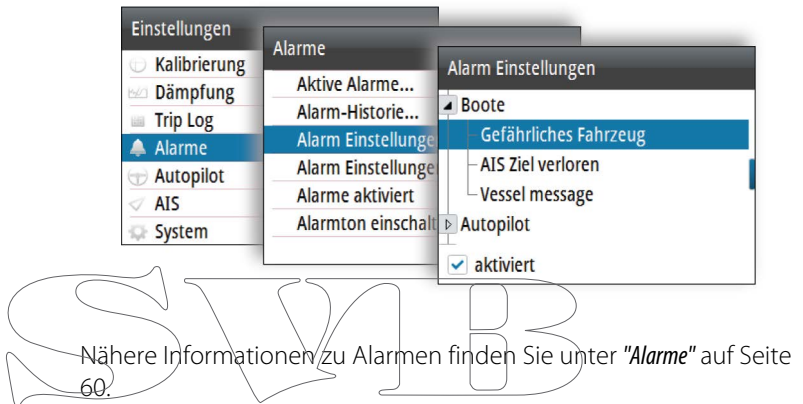 Einstellungen
Kalibrierung
Dämpfung
Trip Log
Alarme
Autopilot
AIS
System
Alarme
Aktive Alarme...
Alarm-Historie...
Alarm Einstellunge
Alarm Einstellunge
Alarme aktiviert
Alarmton einschalt
Alarm Einstellungen
Boote
Gefährliches Fahrzeug
AIS Ziel verloren
Vessel message
Autopilot
aktiviert
SVB
Nähere Informationen zu Alarmen finden Sie unter "Alarme" auf Seite
60.